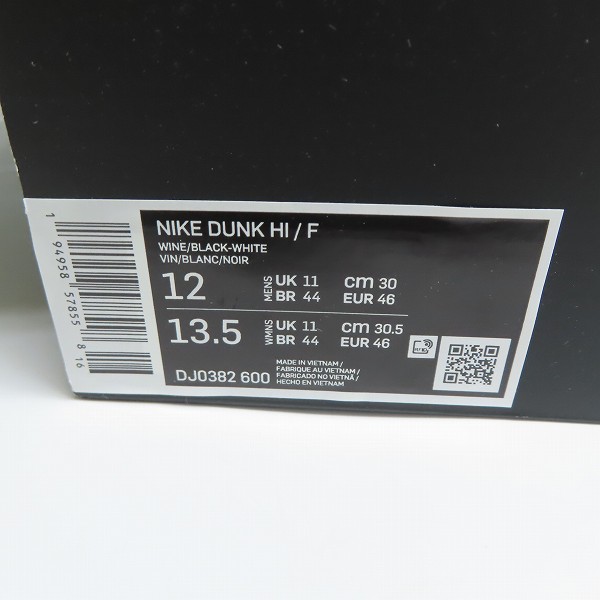 NIKE DUNK HI / F
WINE/BLACK-WHITE
VIN/BLANC/NOIR
12 MENS UK 11 cm 30
BR 44 EUR 46
13.5 WMNS UK 11 cm 30.5
BR 44 EUR 46
DJ0382 600
MADE IN VIETNAM /
FABRIQUE AU VIETNAM /
FABRICADO NO VIETNÃ /
HECHO EN VIETNAM
1 94958 57855 8 16